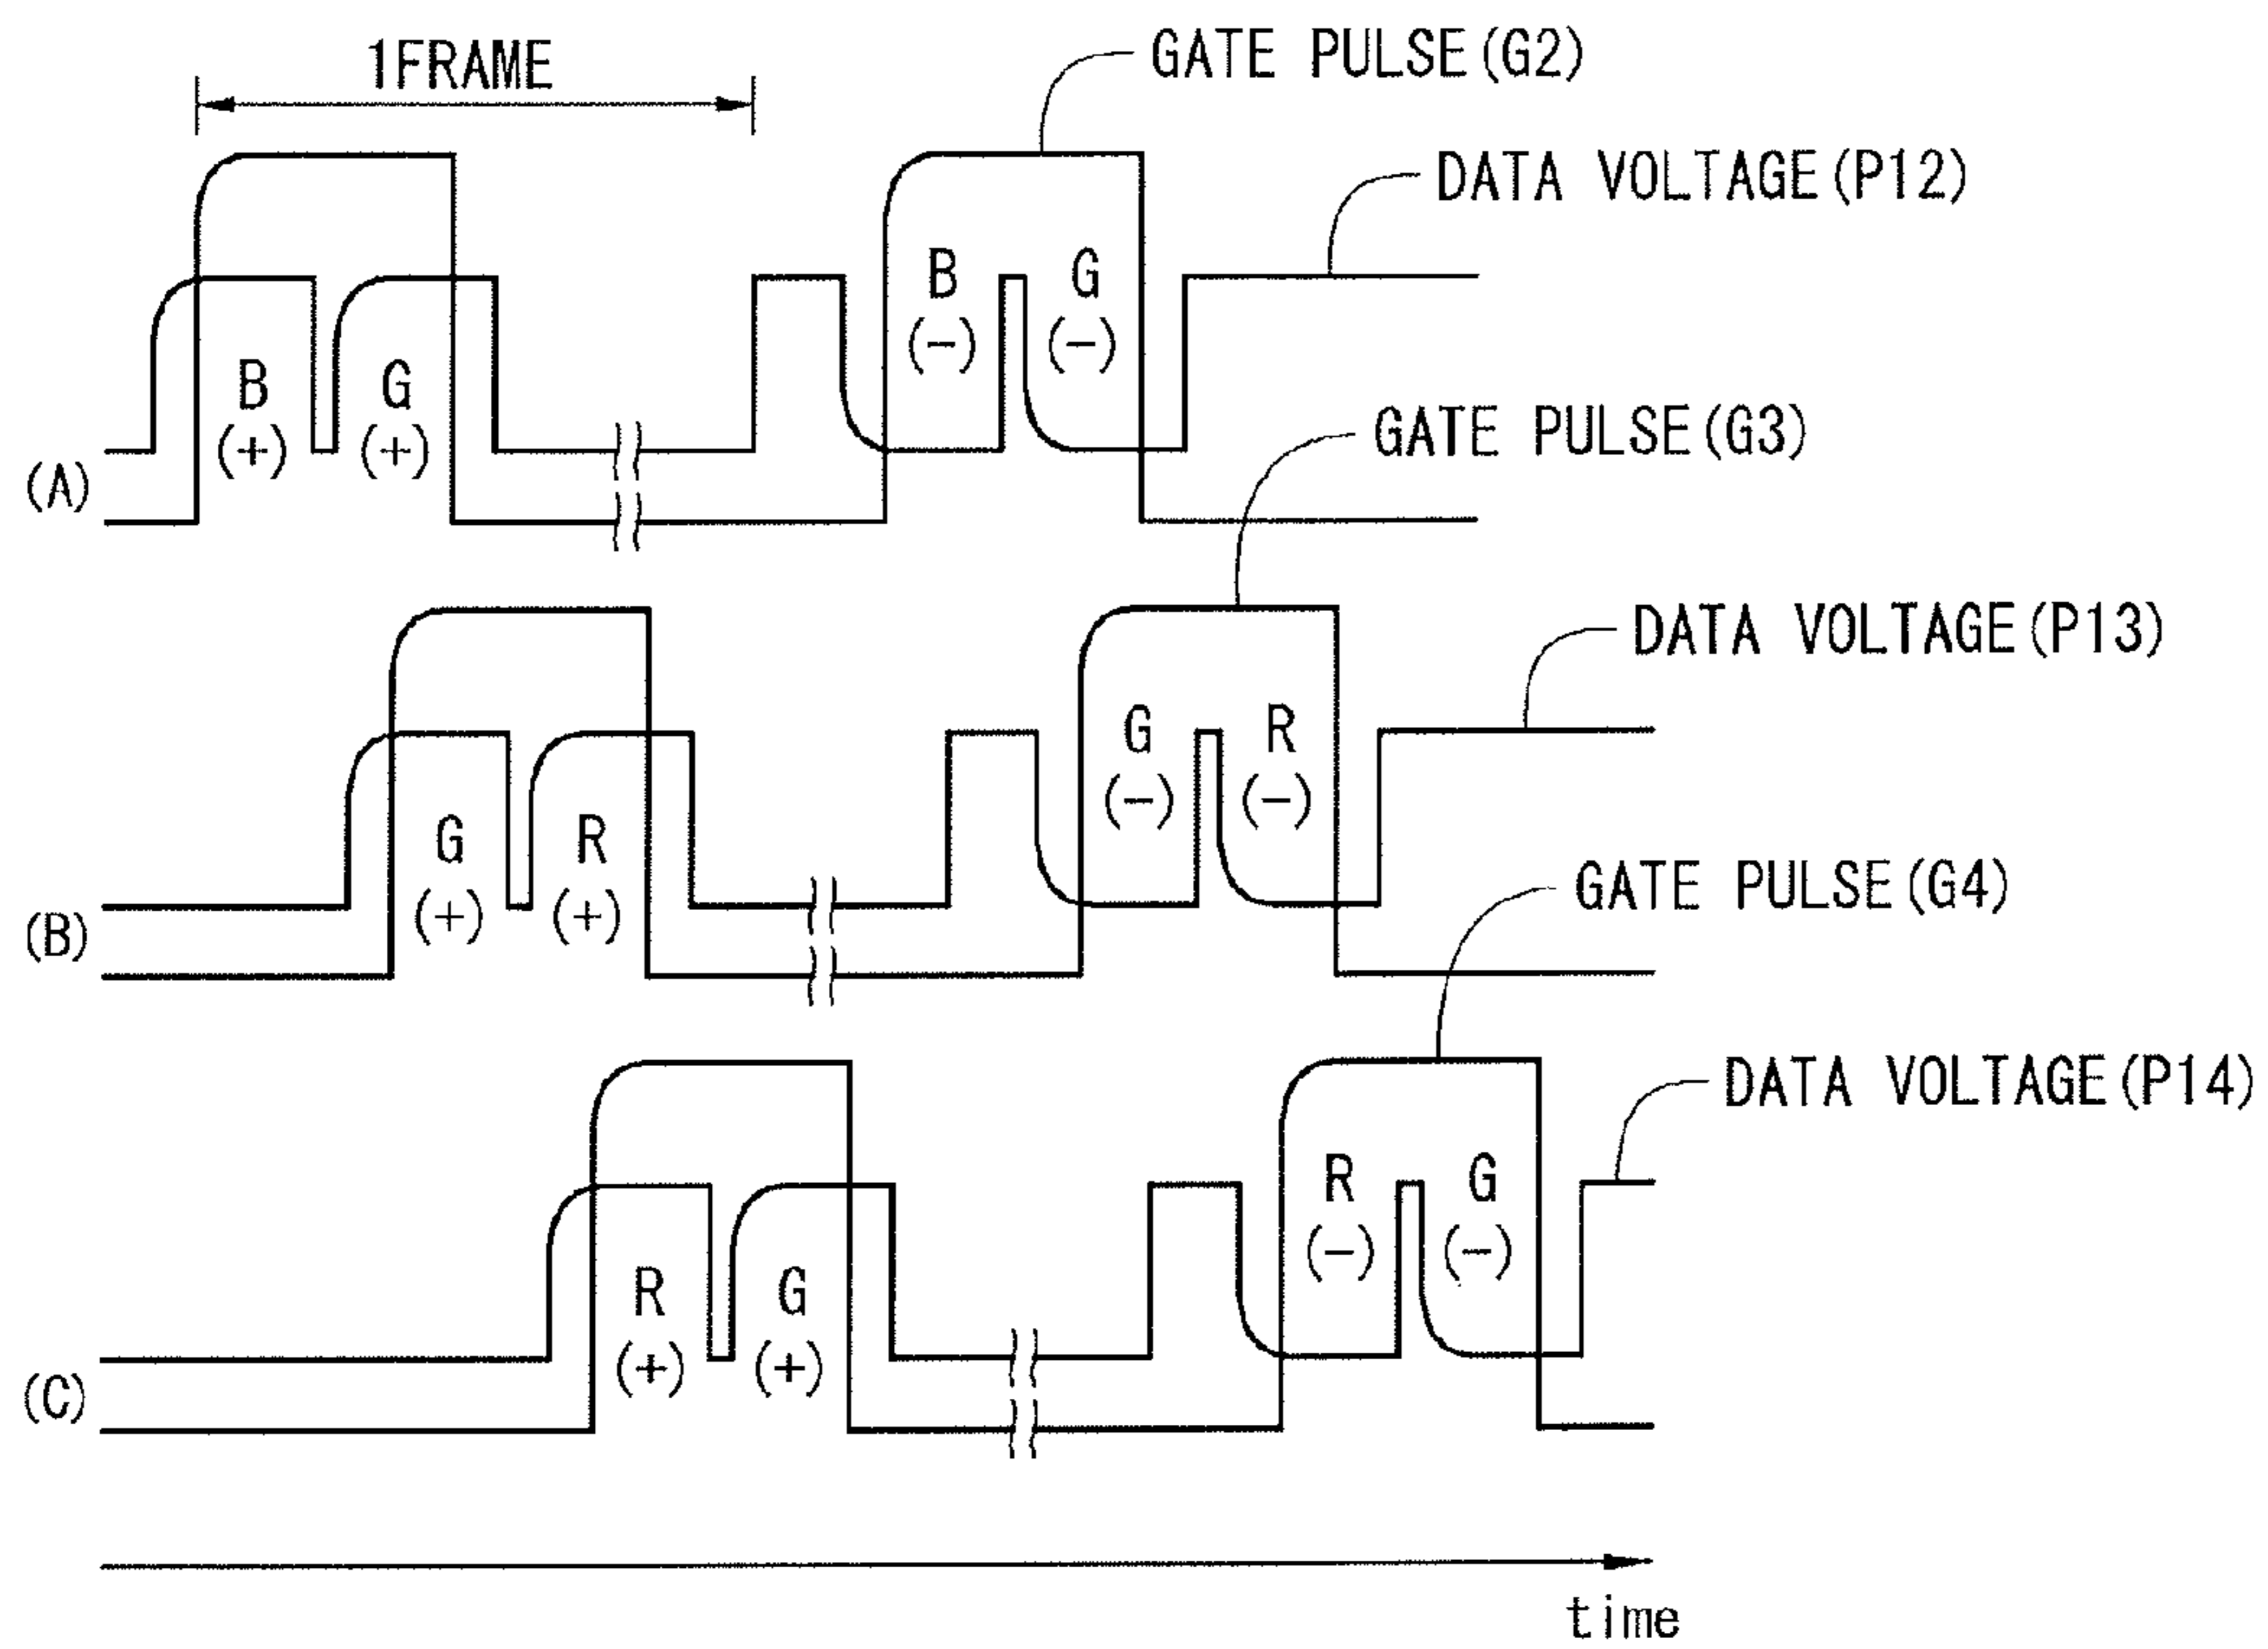 1FRAME
GATE PULSE(G2)
DATA VOLTAGE(P12)
B
(+)
G
(+)
B
(-)
G
(-)
(A)
GATE PULSE(G3)
DATA VOLTAGE(P13)
G
(+)
R
(+)
G
(-)
R
(-)
(B)
GATE PULSE(G4)
DATA VOLTAGE(P14)
R
(+)
G
(+)
R
(-)
G
(-)
(C)
time